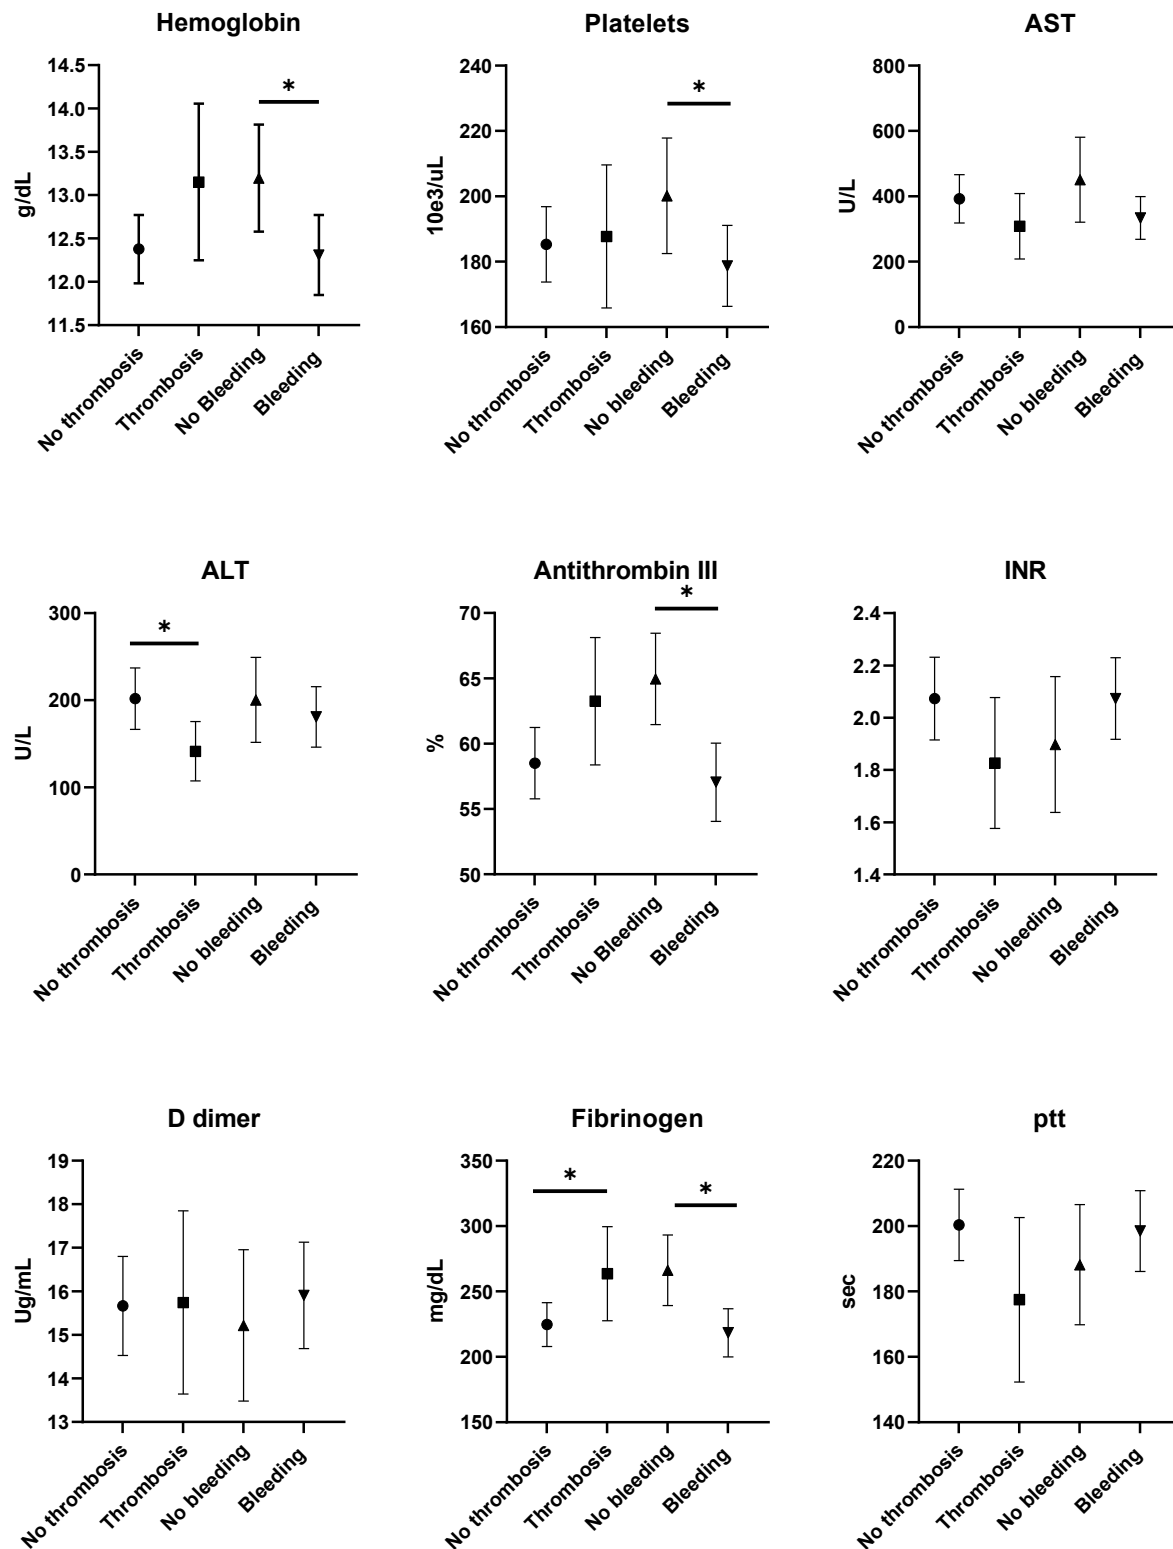 Hemoglobin
g/dL
14.5
14.0
13.5
13.0
12.5
12.0
11.5
*
No thrombosis
Thrombosis
No Bleeding
Bleeding
Platelets
10e3/uL
240
220
200
180
160
*
No thrombosis
Thrombosis
No bleeding
Bleeding
AST
U/L
800
600
400
200
0
No thrombosis
Thrombosis
No bleeding
Bleeding
ALT
U/L
300
200
100
0
*
No thrombosis
Thrombosis
No bleeding
Bleeding
Antithrombin III
%
70
65
60
55
50
*
No thrombosis
Thrombosis
No Bleeding
Bleeding
INR
2.4
2.2
2.0
1.8
1.6
1.4
No thrombosis
Thrombosis
No bleeding
Bleeding
D dimer
Ug/mL
19
18
17
16
15
14
13
No thrombosis
Thrombosis
No bleeding
Bleeding
Fibrinogen
mg/dL
350
300
250
200
150
*
*
No thrombosis
Thrombosis
No bleeding
Bleeding
ptt
sec
220
200
180
160
140
No thrombosis
Thrombosis
No bleeding
Bleeding